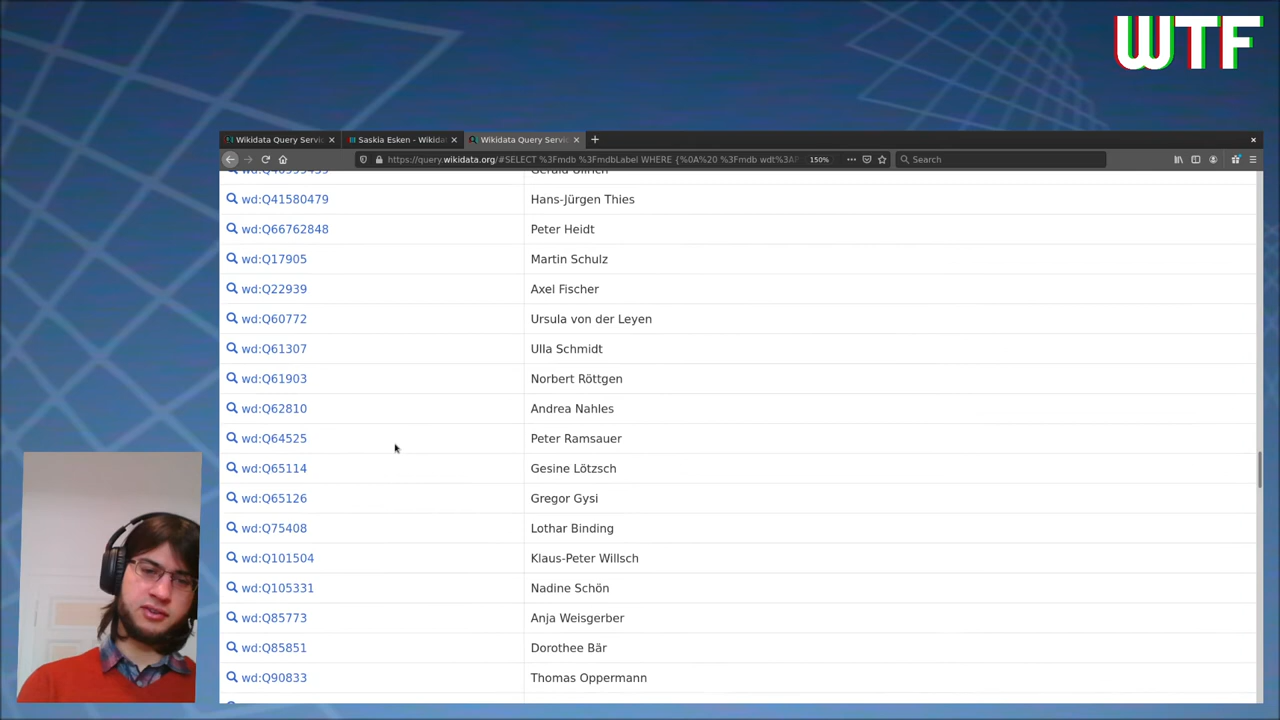 WTF
Wikidata Query Servic
Saskia Esken - Wikida
Wikidata Query Servic
https://query.wikidata.org/#SELECT %3Fmdb %3FmdbLabel WHERE {%0A%20 %3Fmdb wdt%3A
150%
Search
Hans-Jürgen Thies
wd:Q41580479
wd:Q66762848 Peter Heidt
wd:Q17905 Martin Schulz
wd:Q22939 Axel Fischer
wd:Q60772 Ursula von der Leyen
wd:Q61307 Ulla Schmidt
wd:Q61903 Norbert Röttgen
wd:Q62810 Andrea Nahles
wd:Q64525 Peter Ramsauer
wd:Q65114 Gesine Lötzsch
wd:Q65126 Gregor Gysi
wd:Q75408 Lothar Binding
wd:Q101504 Klaus-Peter Willsch
wd:Q105331 Nadine Schön
wd:Q85773 Anja Weisgerber
wd:Q85851 Dorothee Bär
wd:Q90833 Thomas Oppermann